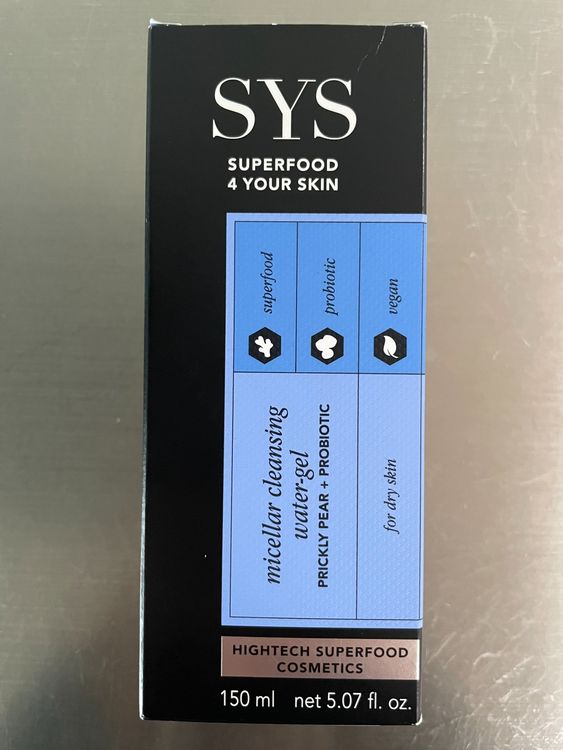 SYS
SUPERFOOD
4 YOUR SKIN
superfood
probiotic
vegan
micellar cleansing
water-gel
PRICKLY PEAR + PROBIOTIC
for dry skin
HIGHTECH SUPERFOOD
COSMETICS
150 ml net 5.07 fl. oz.